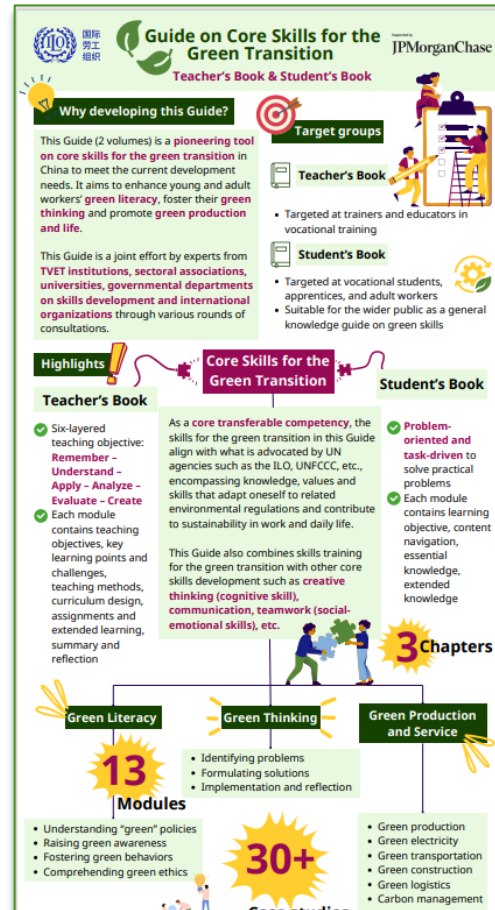 国际
劳工
组织
Guide on Core Skills for the
Green Transition
Teacher's Book & Student's Book
Supported by
JPMorganChase
Why developing this Guide?
This Guide (2 volumes) is a pioneering tool
on core skills for the green transition in
China to meet the current development
needs. It aims to enhance young and adult
workers' green literacy, foster their green
thinking and promote green production
and life.
This Guide is a joint effort by experts from
TVET institutions, sectoral associations,
universities, governmental departments
on skills development and international
organizations through various rounds of
consultations.
Target groups
Teacher's Book
• Targeted at trainers and educators in
vocational training
Student's Book
• Targeted at vocational students,
apprentices, and adult workers
• Suitable for the wider public as a general
knowledge guide on green skills
Highlights
Core Skills for the
Green Transition
Teacher's Book
Six-layered
teaching objective:
Remember –
Understand –
Apply – Analyze –
Evaluate – Create
Each module
contains teaching
objectives, key
learning points and
challenges,
teaching methods,
curriculum design,
assignments and
extended learning,
summary and
reflection
As a core transferable competency, the
skills for the green transition in this Guide
align with what is advocated by UN
agencies such as the ILO, UNFCCC, etc.,
encompassing knowledge, values and
skills that adapt oneself to related
environmental regulations and contribute
to sustainability in work and daily life.
This Guide also combines skills training
for the green transition with other core
skills development such as creative
thinking (cognitive skill),
communication, teamwork (social-
emotional skills), etc.
Student's Book
Problem-
oriented and
task-driven to
solve practical
problems
Each module
contains learning
objective, content
navigation,
essential
knowledge,
extended
knowledge
3 Chapters
Green Literacy
Green Thinking
Green Production
and Service
13
Modules
• Understanding "green" policies
• Raising green awareness
• Fostering green behaviors
• Comprehending green ethics
• Identifying problems
• Formulating solutions
• Implementation and reflection
30+
Case studies
• Green production
• Green electricity
• Green transportation
• Green construction
• Green logistics
• Carbon management